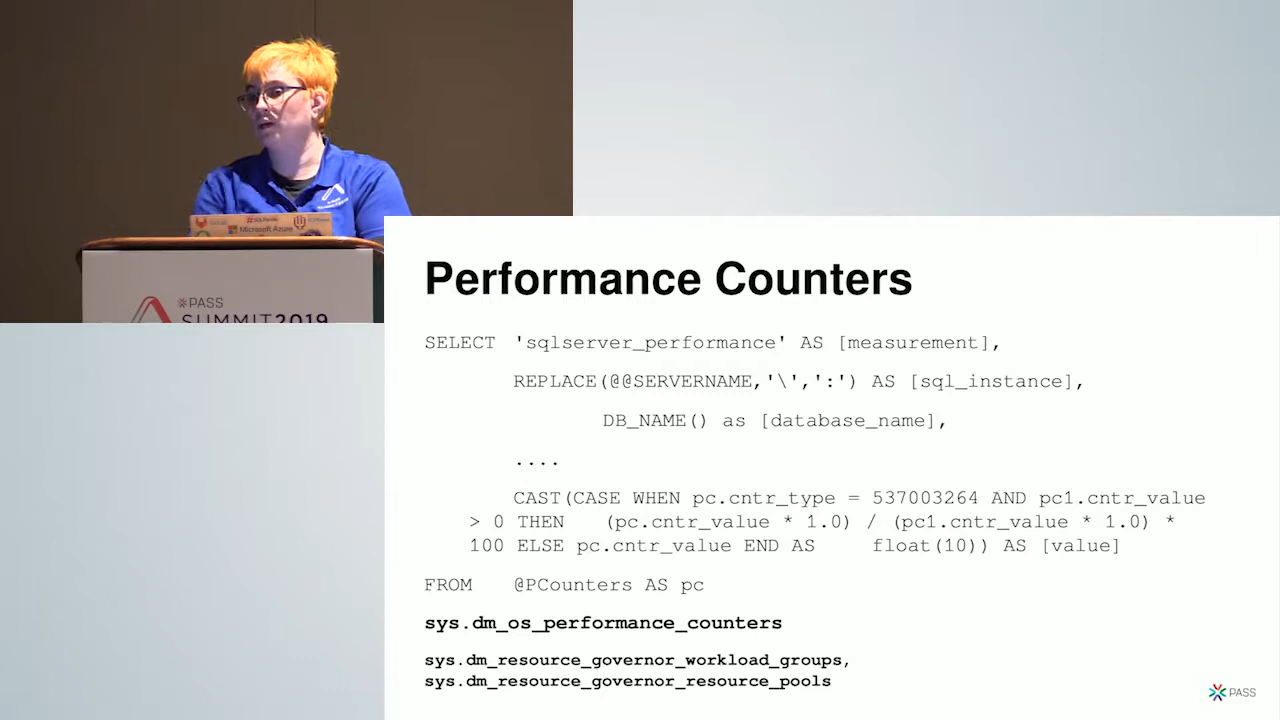 Microsoft Azure
PASS
SUMMIT 2019
Performance Counters
SELECT 'sqlserver_performance' AS [measurement],
REPLACE(@@SERVERNAME,'\',':') AS [sql_instance],
DB_NAME() as [database_name],
....
CAST(CASE WHEN pc.cntr_type = 537003264 AND pc1.cntr_value
> 0 THEN (pc.cntr_value * 1.0) / (pc1.cntr_value * 1.0) *
100 ELSE pc.cntr_value END AS float(10)) AS [value]
FROM @PCounters AS pc
sys.dm_os_performance_counters
sys.dm_resource_governor_workload_groups,
sys.dm_resource_governor_resource_pools
PASS